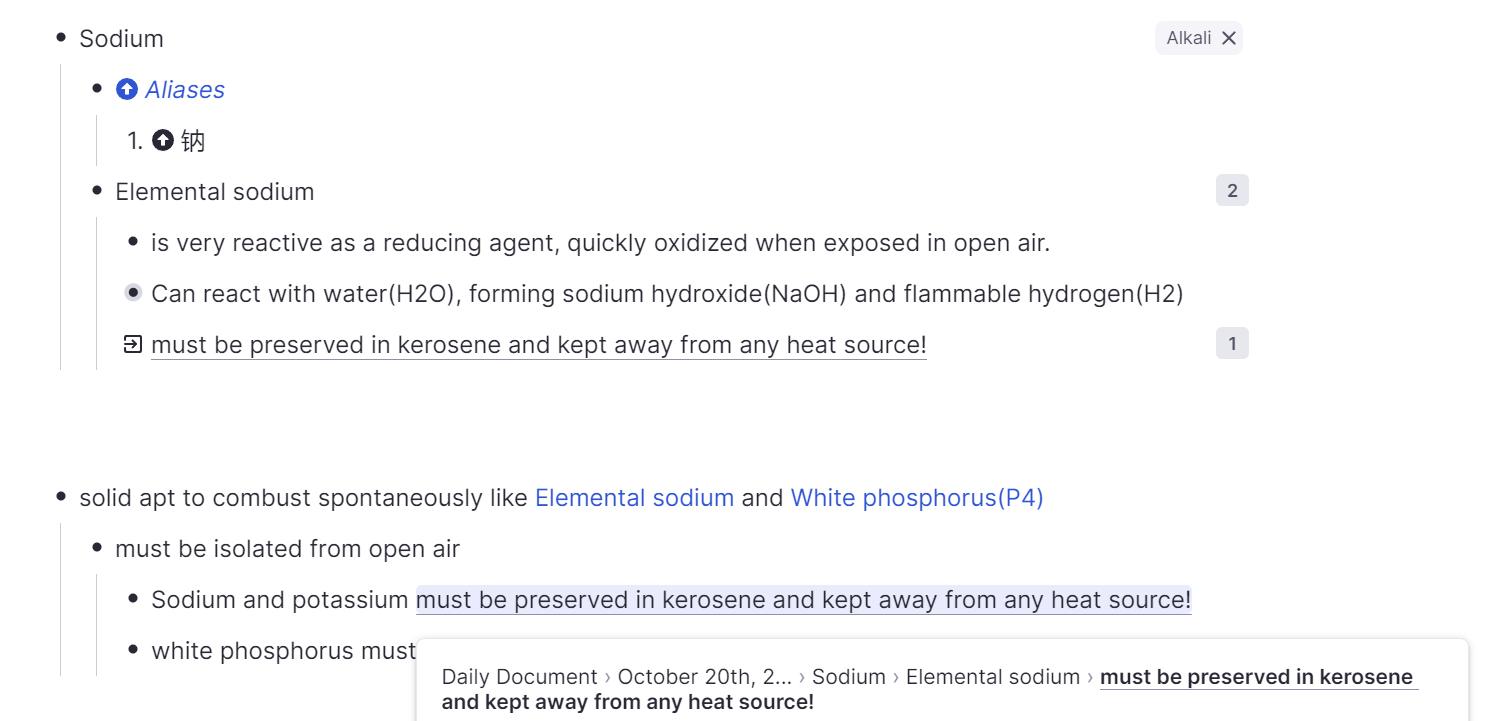 Sodium
Alkali
Aliases
1. 钠
Elemental sodium
2
is very reactive as a reducing agent, quickly oxidized when exposed in open air.
Can react with water(H2O), forming sodium hydroxide(NaOH) and flammable hydrogen(H2)
must be preserved in kerosene and kept away from any heat source!
1
solid apt to combust spontaneously like Elemental sodium and White phosphorus(P4)
must be isolated from open air
Sodium and potassium must be preserved in kerosene and kept away from any heat source!
white phosphorus must
Daily Document › October 20th, 2... › Sodium › Elemental sodium › must be preserved in kerosene
and kept away from any heat source!